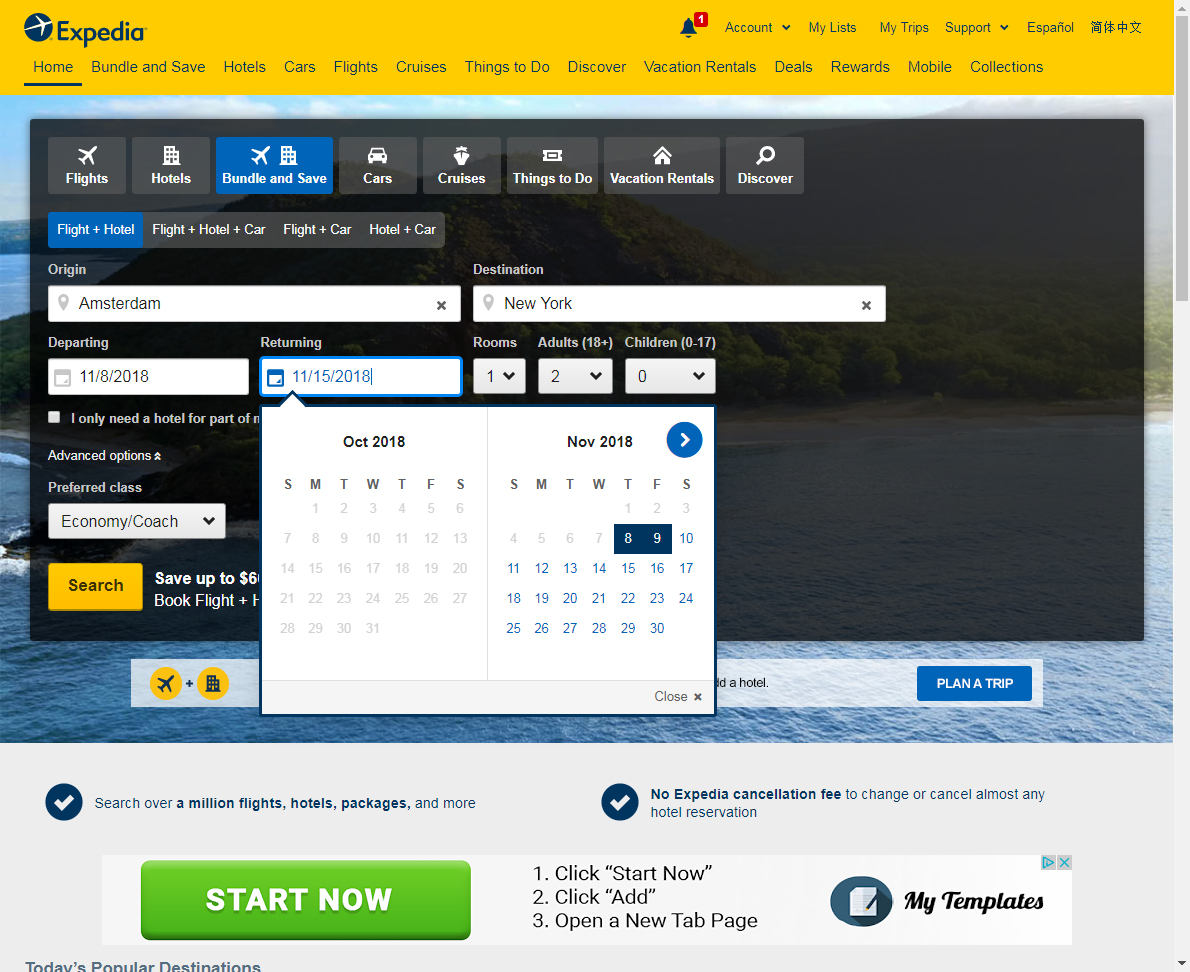 Expedia
1
Account
My Lists
My Trips
Support
Español
简体中文
Home
Bundle and Save
Hotels
Cars
Flights
Cruises
Things to Do
Discover
Vacation Rentals
Deals
Rewards
Mobile
Collections
Flights
Hotels
Bundle and Save
Cars
Cruises
Things to Do
Vacation Rentals
Discover
Flight + Hotel
Flight + Hotel + Car
Flight + Car
Hotel + Car
Origin
Destination
Amsterdam
New York
Departing
Returning
Rooms
Adults (18+)
Children (0-17)
11/8/2018
11/15/2018
1
2
0
I only need a hotel for part of
Advanced options
Preferred class
Economy/Coach
Search
Save up to $6
Book Flight + H
Oct 2018
S M T W T F S
1 2 3 4 5 6
7 8 9 10 11 12 13
14 15 16 17 18 19 20
21 22 23 24 25 26 27
28 29 30 31
Nov 2018
S M T W T F S
1 2 3
4 5 6 7 8 9 10
11 12 13 14 15 16 17
18 19 20 21 22 23 24
25 26 27 28 29 30
Close
+
a hotel.
PLAN A TRIP
Search over a million flights, hotels, packages, and more
No Expedia cancellation fee to change or cancel almost any
hotel reservation
START NOW
1. Click “Start Now”
2. Click “Add”
3. Open a New Tab Page
My Templates
Today's Popular Destinations